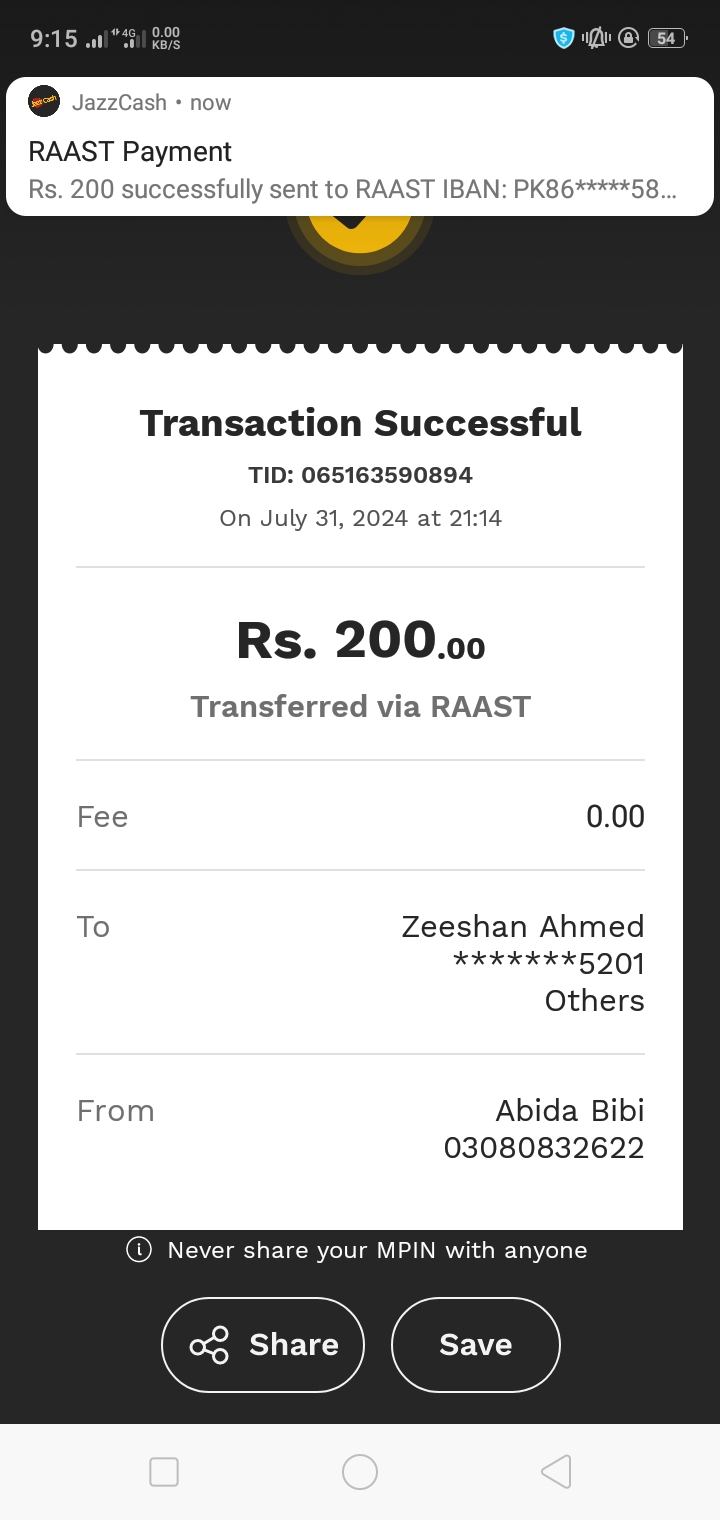 9:15 4G 0.00 KB/S 54
JazzCash • now
RAAST Payment
Rs. 200 successfully sent to RAAST IBAN: PK86*****58...
Transaction Successful
TID: 065163590894
On July 31, 2024 at 21:14
Rs. 200.00
Transferred via RAAST
Fee 0.00
To Zeeshan Ahmed
*******5201
Others
From Abida Bibi
03080832622
Never share your MPIN with anyone
Share Save